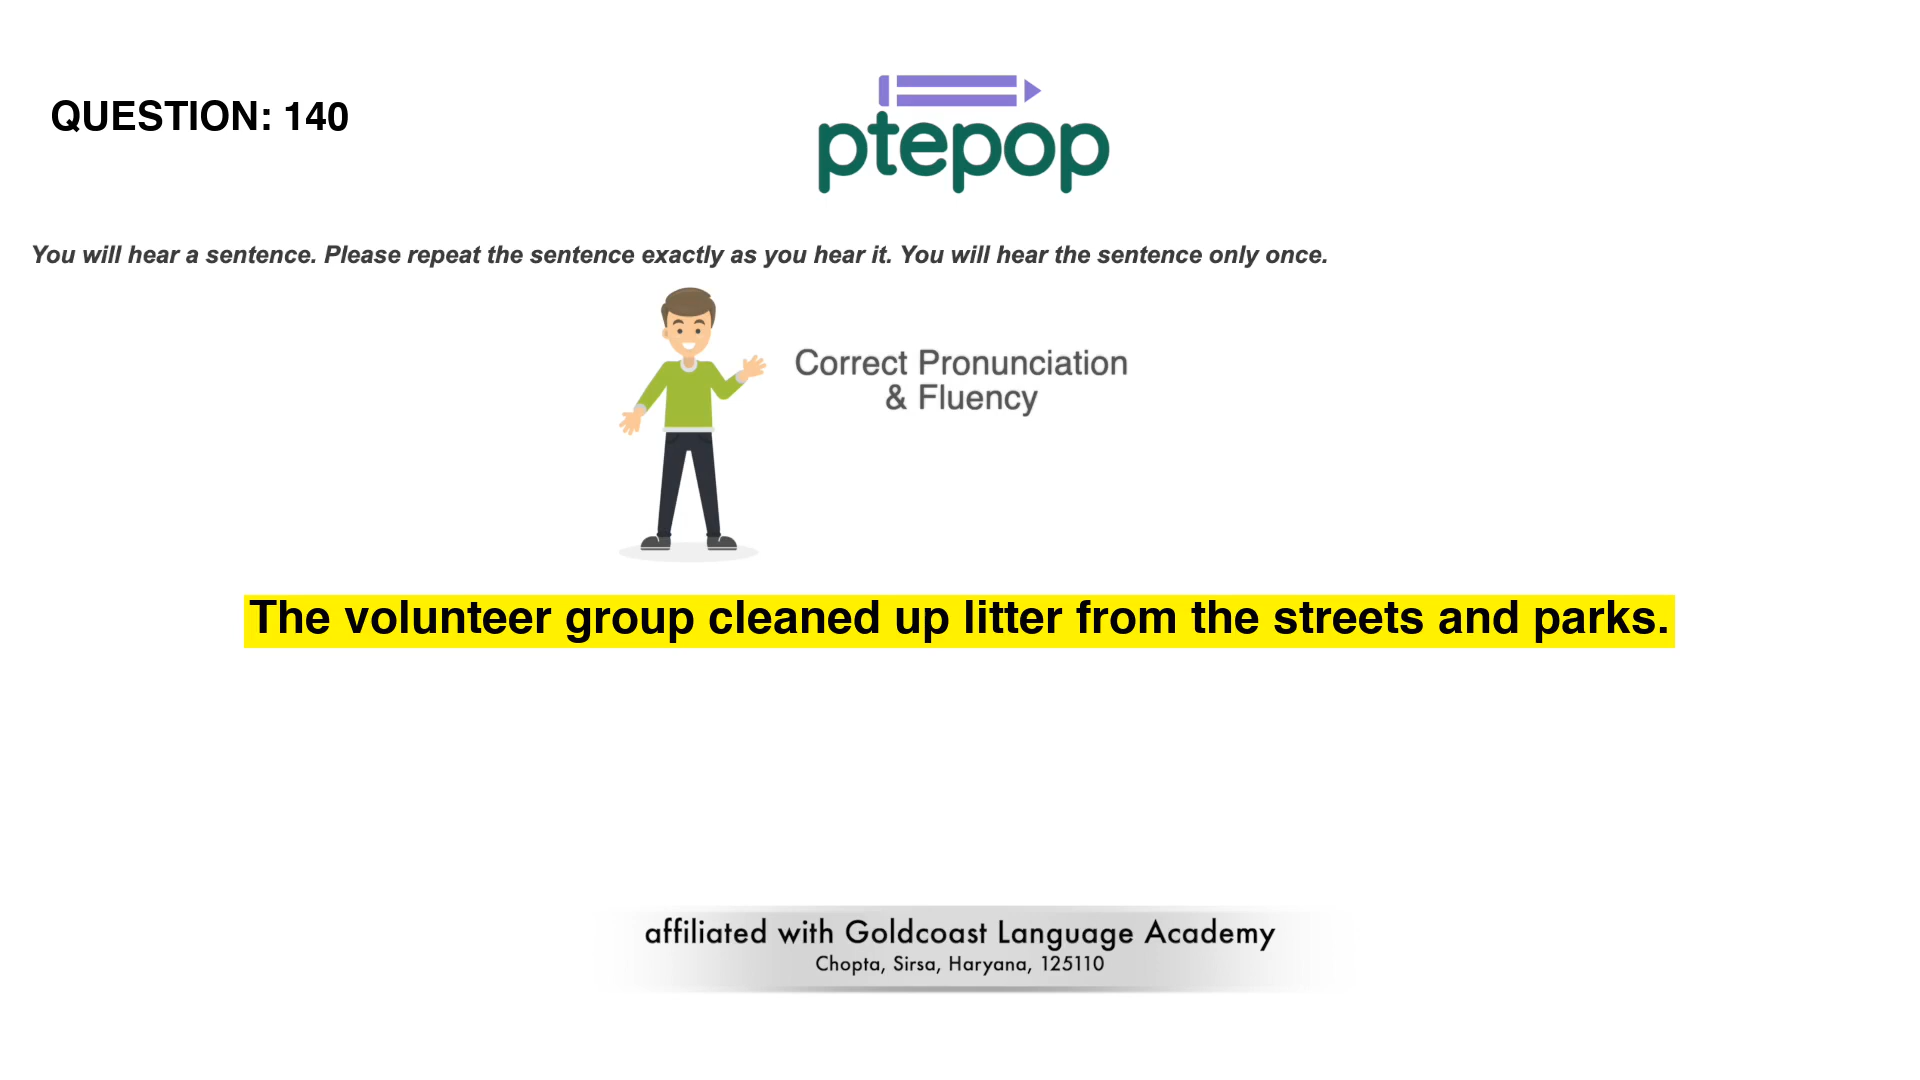 QUESTION: 140
ptepop
You will hear a sentence. Please repeat the sentence exactly as you hear it. You will hear the sentence only once.
Correct Pronunciation
& Fluency
The volunteer group cleaned up litter from the streets and parks.
affiliated with Goldcoast Language Academy
Chopta, Sirsa, Haryana, 125110